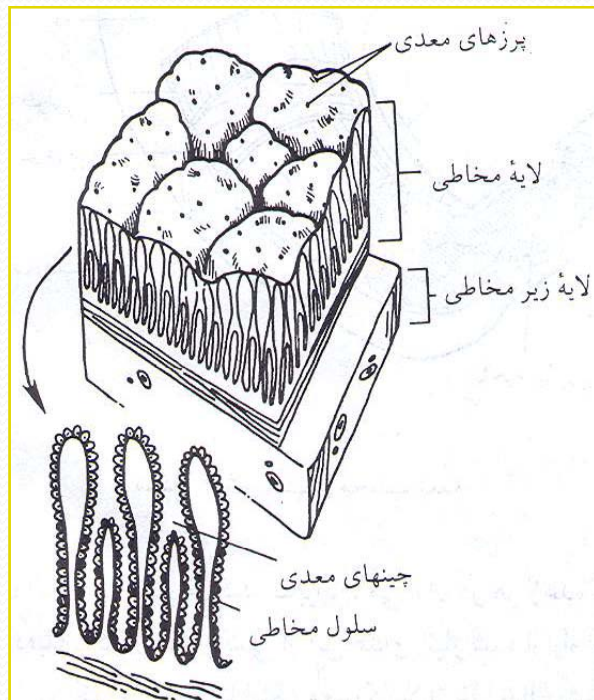 پرزهای معدی
لایهٔ مخاطی
لایهٔ زیر مخاطی
چینهای معدی
سلول مخاطی